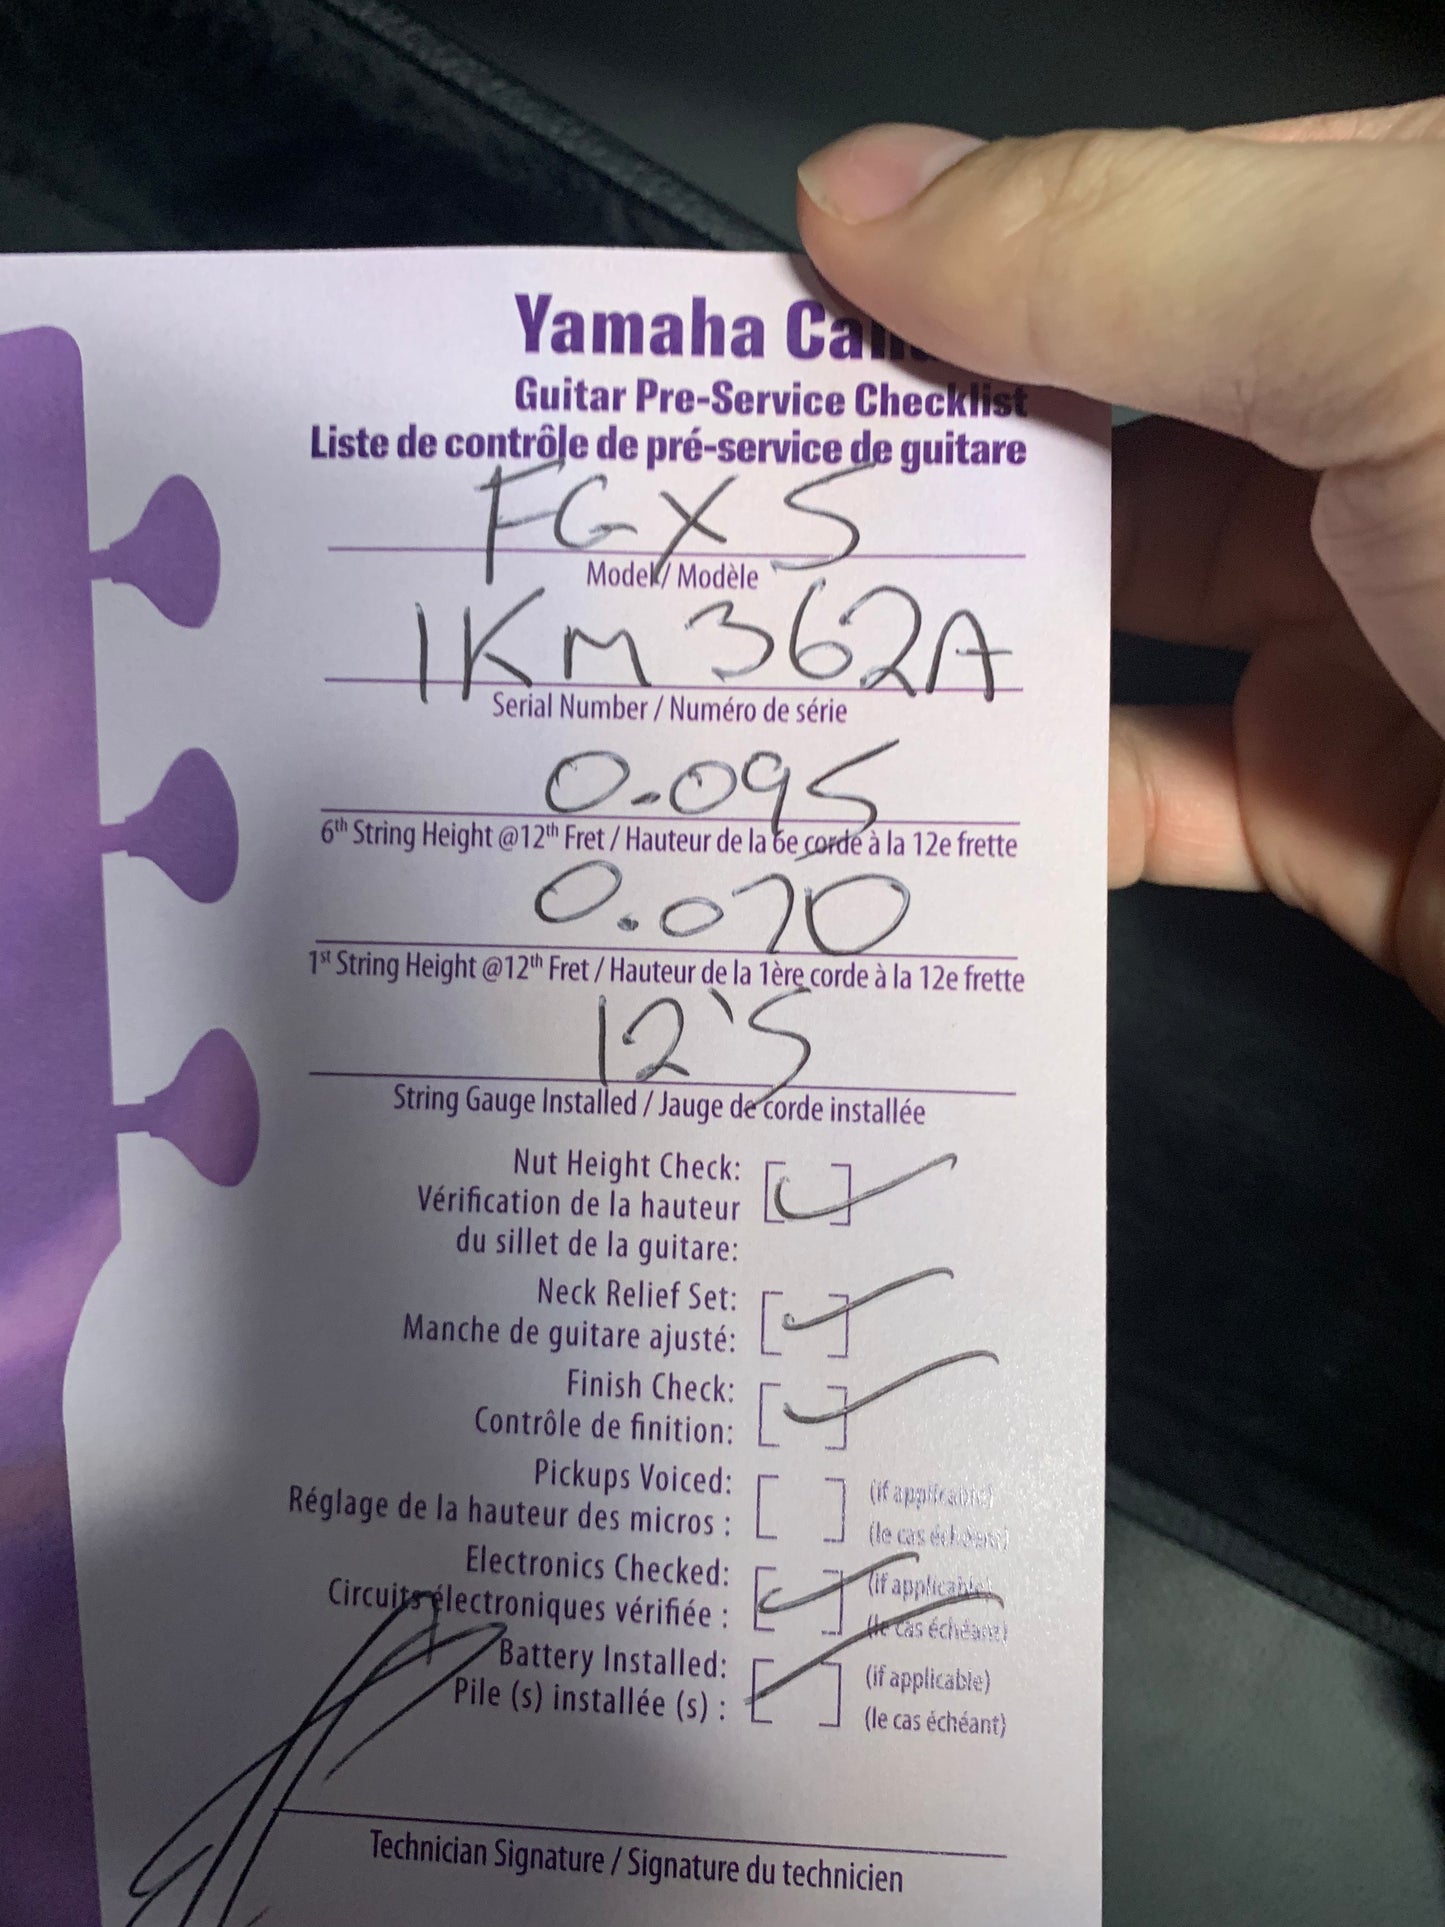 Yamaha
Guitar Pre-Service Checklist
Liste de contrôle de pré-service de guitare
FGX5
Model / Modèle
1KM362A
Serial Number / Numéro de série
0.095
6th String Height @12th Fret / Hauteur de la 6e corde à la 12e frette
0.070
1st String Height @12th Fret / Hauteur de la 1ère corde à la 12e frette
12's
String Gauge Installed / Jauge de corde installée
Nut Height Check: [ ✓ ]
Vérification de la hauteur
du sillet de la guitare:
Neck Relief Set: [ ✓ ]
Manche de guitare ajusté:
Finish Check: [ ✓ ]
Contrôle de finition:
Pickups Voiced: [ ] (if applicable)
Réglage de la hauteur des micros : (le cas échéant)
Electronics Checked: [ ✓ ] (if applicable)
Circuits électroniques vérifiée : (le cas échéant)
Battery Installed: [ ✓ ] (if applicable)
Pile (s) installée (s) : (le cas échéant)
Technician Signature / Signature du technicien